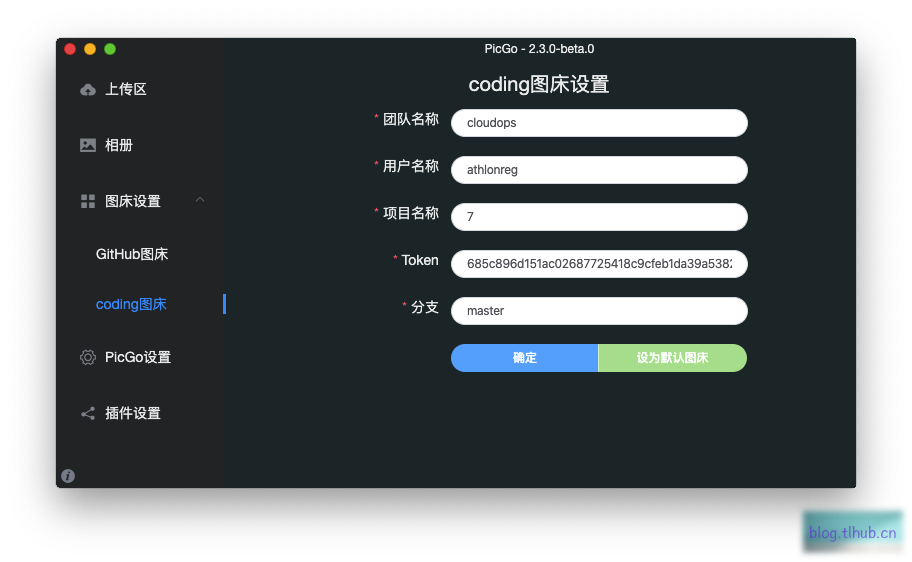 PicGo - 2.3.0-beta.0
上传区
相册
图床设置
GitHub图床
coding图床
PicGo设置
插件设置
coding图床设置
* 团队名称 cloudops
* 用户名称 athlonreg
* 项目名称 7
* Token 685c896d151ac02687725418c9cfeb1da39a5382
* 分支 master
确定 设为默认图床
blog.tlhub.cn